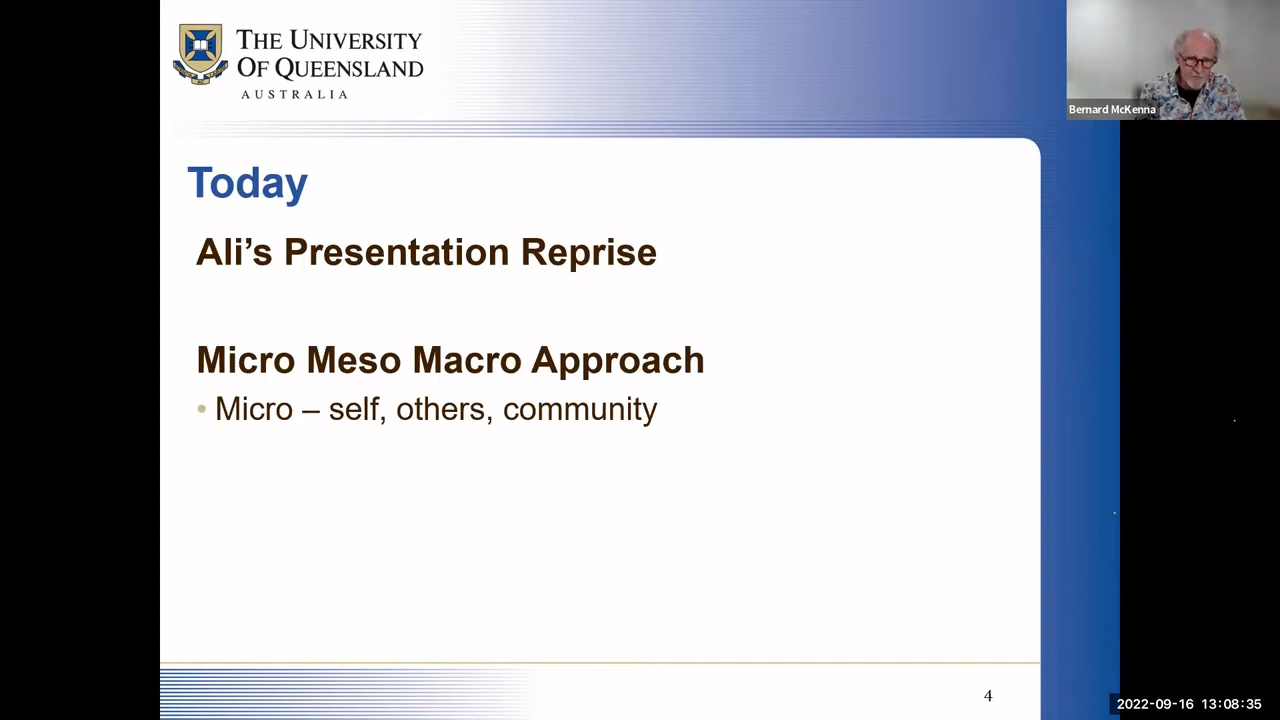 THE UNIVERSITY
OF QUEENSLAND
AUSTRALIA
Bernard McKenna
Today
Ali’s Presentation Reprise
Micro Meso Macro Approach
• Micro – self, others, community
4
2022-09-16 13:08:35